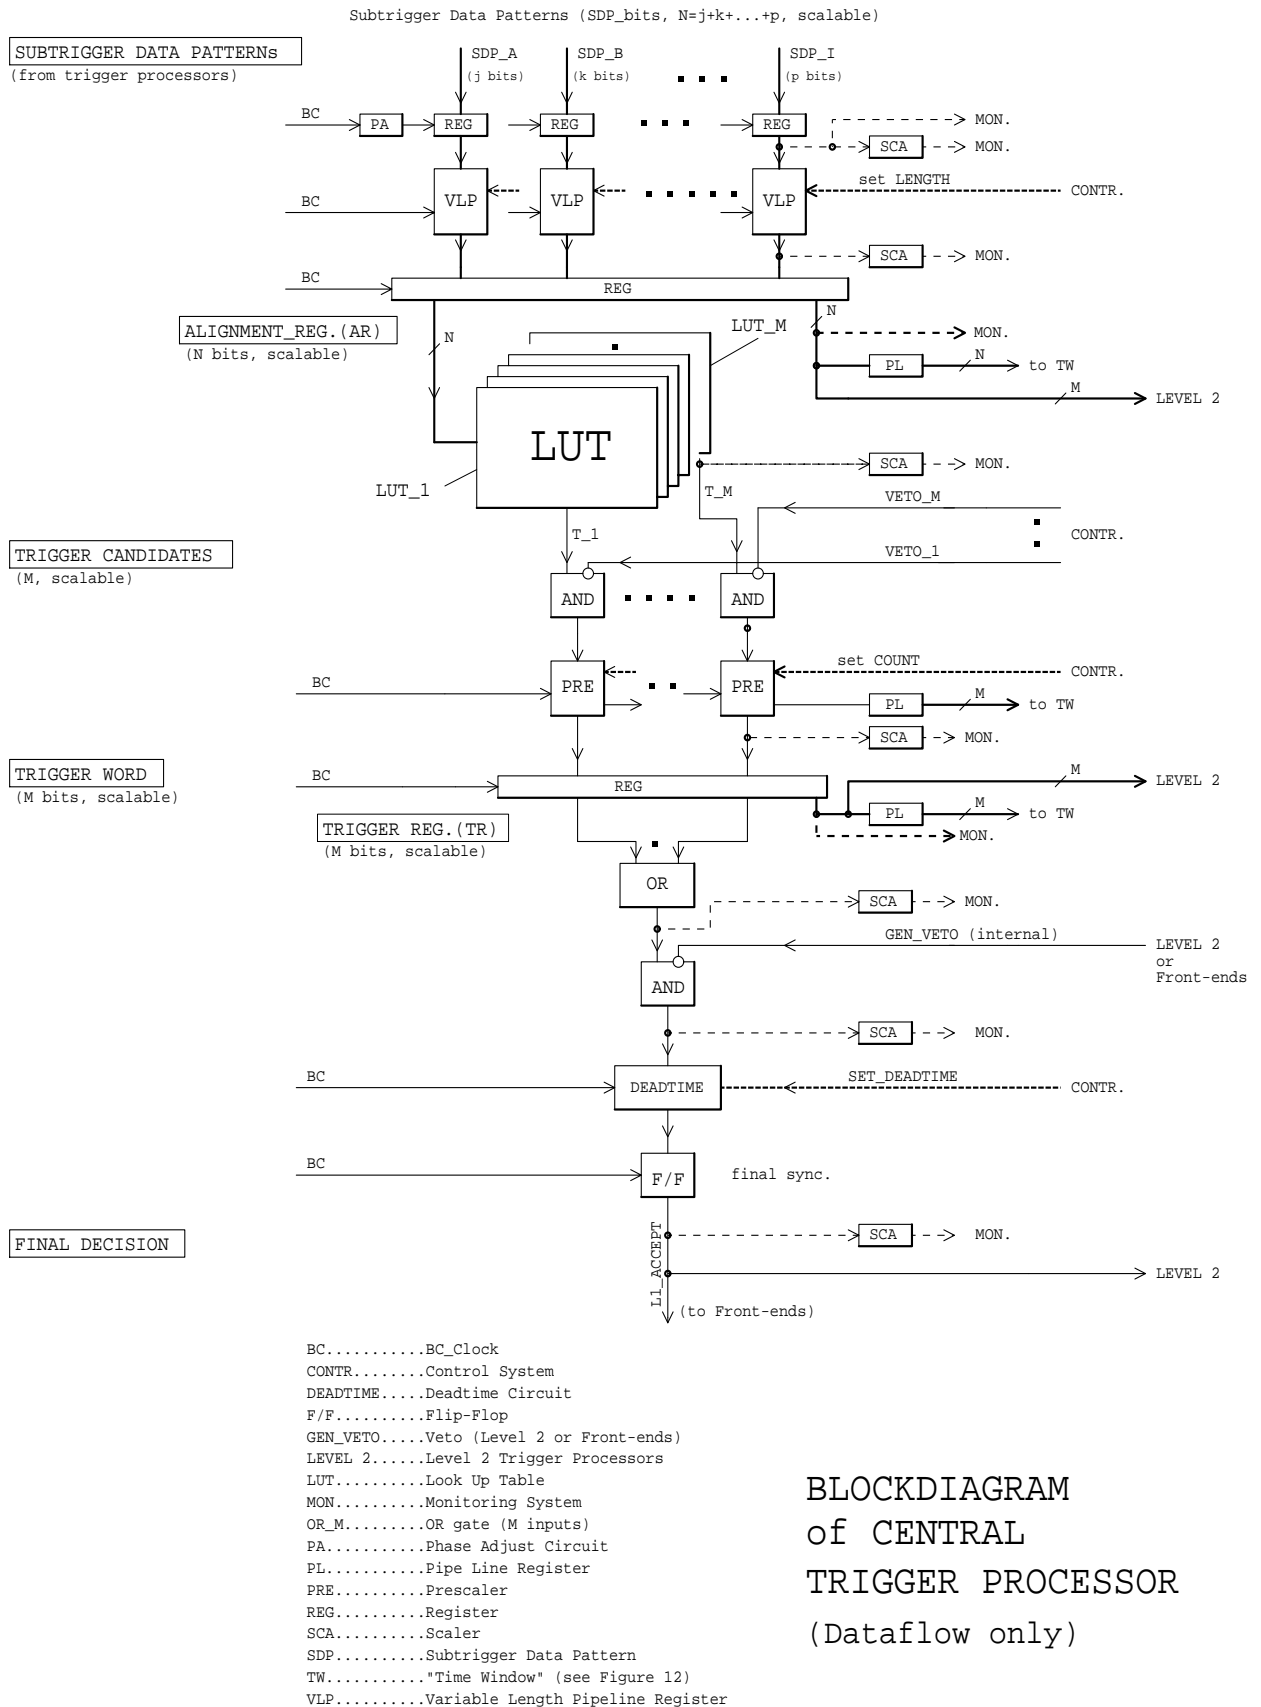 Subtrigger Data Patterns (SDP_bits, N=j+k+...+p, scalable)
SUBTRIGGER DATA PATTERNs
(from trigger processors)
SDP_A
(j bits)
SDP_B
(k bits)
SDP_I
(p bits)
BC
PA
REG
REG
REG
MON.
SCA
MON.
BC
VLP
VLP
VLP
set LENGTH
CONTR.
SCA
MON.
BC
REG
ALIGNMENT_REG.(AR)
(N bits, scalable)
N
LUT_M
N
MON.
PL
N
to TW
M
LEVEL 2
LUT
LUT_1
SCA
MON.
T_M
VETO_M
T_1
CONTR.
VETO_1
TRIGGER CANDIDATES
(M, scalable)
AND
AND
BC
PRE
PRE
set COUNT
CONTR.
PL
M
to TW
SCA
MON.
TRIGGER WORD
(M bits, scalable)
BC
REG
M
LEVEL 2
PL
M
to TW
MON.
TRIGGER REG.(TR)
(M bits, scalable)
OR
SCA
MON.
GEN_VETO (internal)
LEVEL 2
or
Front-ends
AND
SCA
MON.
BC
DEADTIME
SET_DEADTIME
CONTR.
BC
F/F
final sync.
FINAL DECISION
L1_ACCEPT
SCA
MON.
LEVEL 2
(to Front-ends)
BC...........BC_Clock
CONTR........Control System
DEADTIME.....Deadtime Circuit
F/F..........Flip-Flop
GEN_VETO.....Veto (Level 2 or Front-ends)
LEVEL 2......Level 2 Trigger Processors
LUT..........Look Up Table
MON..........Monitoring System
OR_M.........OR gate (M inputs)
PA...........Phase Adjust Circuit
PL...........Pipe Line Register
PRE..........Prescaler
REG..........Register
SCA..........Scaler
SDP..........Subtrigger Data Pattern
TW..........."Time Window" (see Figure 12)
VLP..........Variable Length Pipeline Register
BLOCKDIAGRAM
of CENTRAL
TRIGGER PROCESSOR
(Dataflow only)